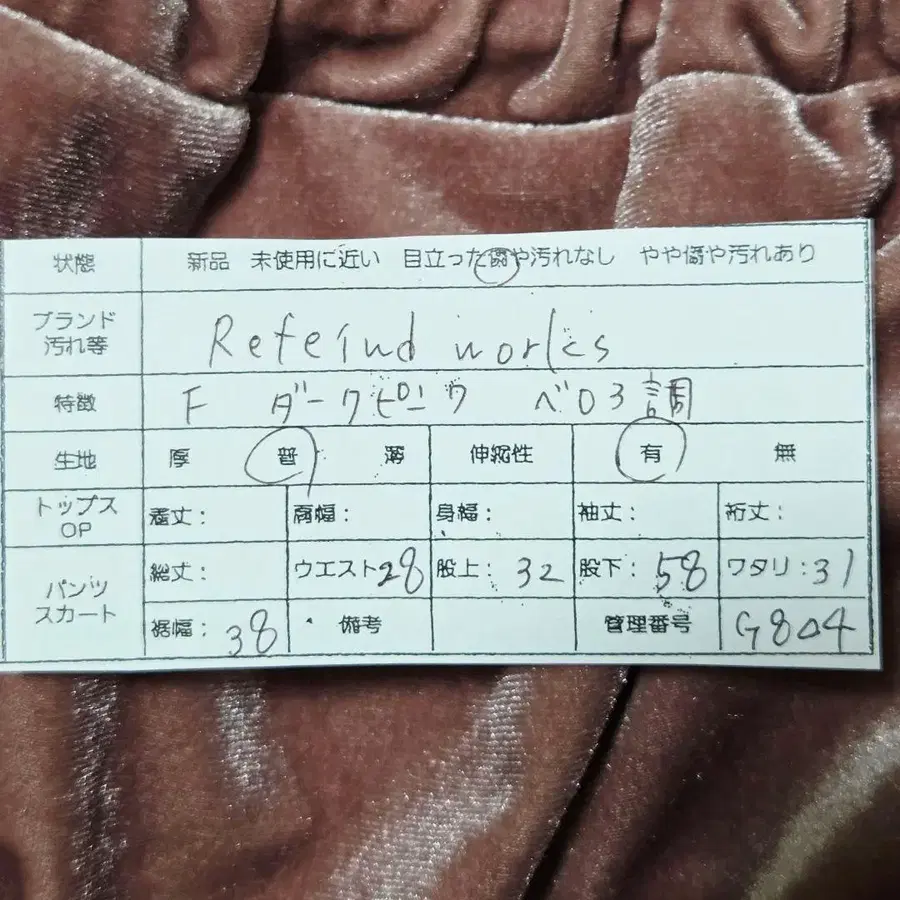 状態 新品 未使用に近い 目立った傷や汚れなし やや傷や汚れあり
ブランド 汚れ等 Refeind works
特徴 F ダークピンク ベロア調
生地 厚 普 薄 伸縮性 有 無
トップス OP 着丈: 肩幅: 身幅: 袖丈: 裄丈:
パンツ スカート 総丈: ウエスト28 股上: 32 股下: 58 ワタリ:31
裾幅: 38 備考 管理番号 G804